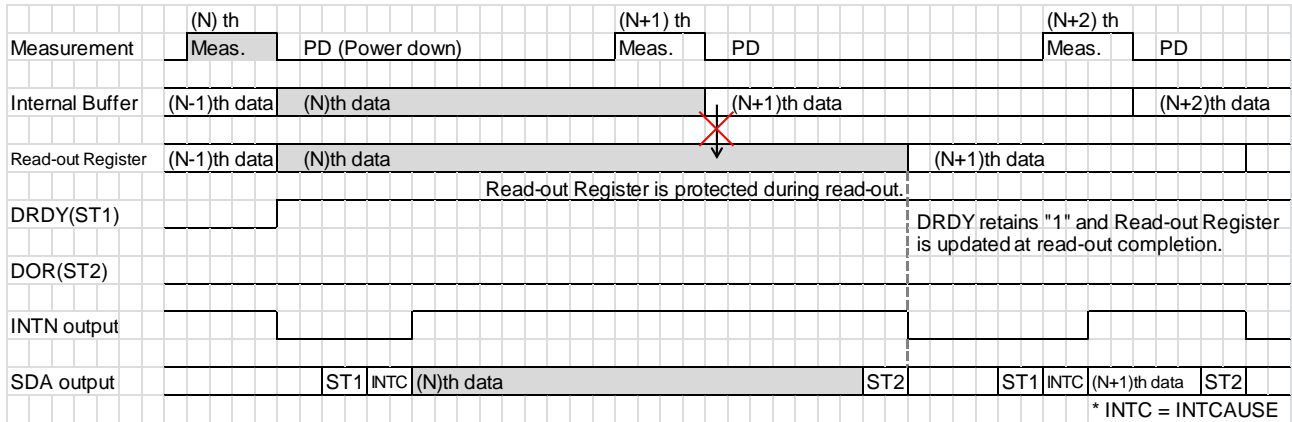 (N) th (N+1) th (N+2) th
Measurement Meas. PD (Power down) Meas. PD Meas. PD
Internal Buffer (N-1)th data (N)th data (N+1)th data (N+2)th data
Read-out Register (N-1)th data (N)th data (N+1)th data
Read-out Register is protected during read-out.
DRDY(ST1) DRDY retains "1" and Read-out Register
is updated at read-out completion.
DOR(ST2)
INTN output
SDA output ST1 INTC (N)th data ST2 ST1 INTC (N+1)th data ST2
* INTC = INTCAUSE